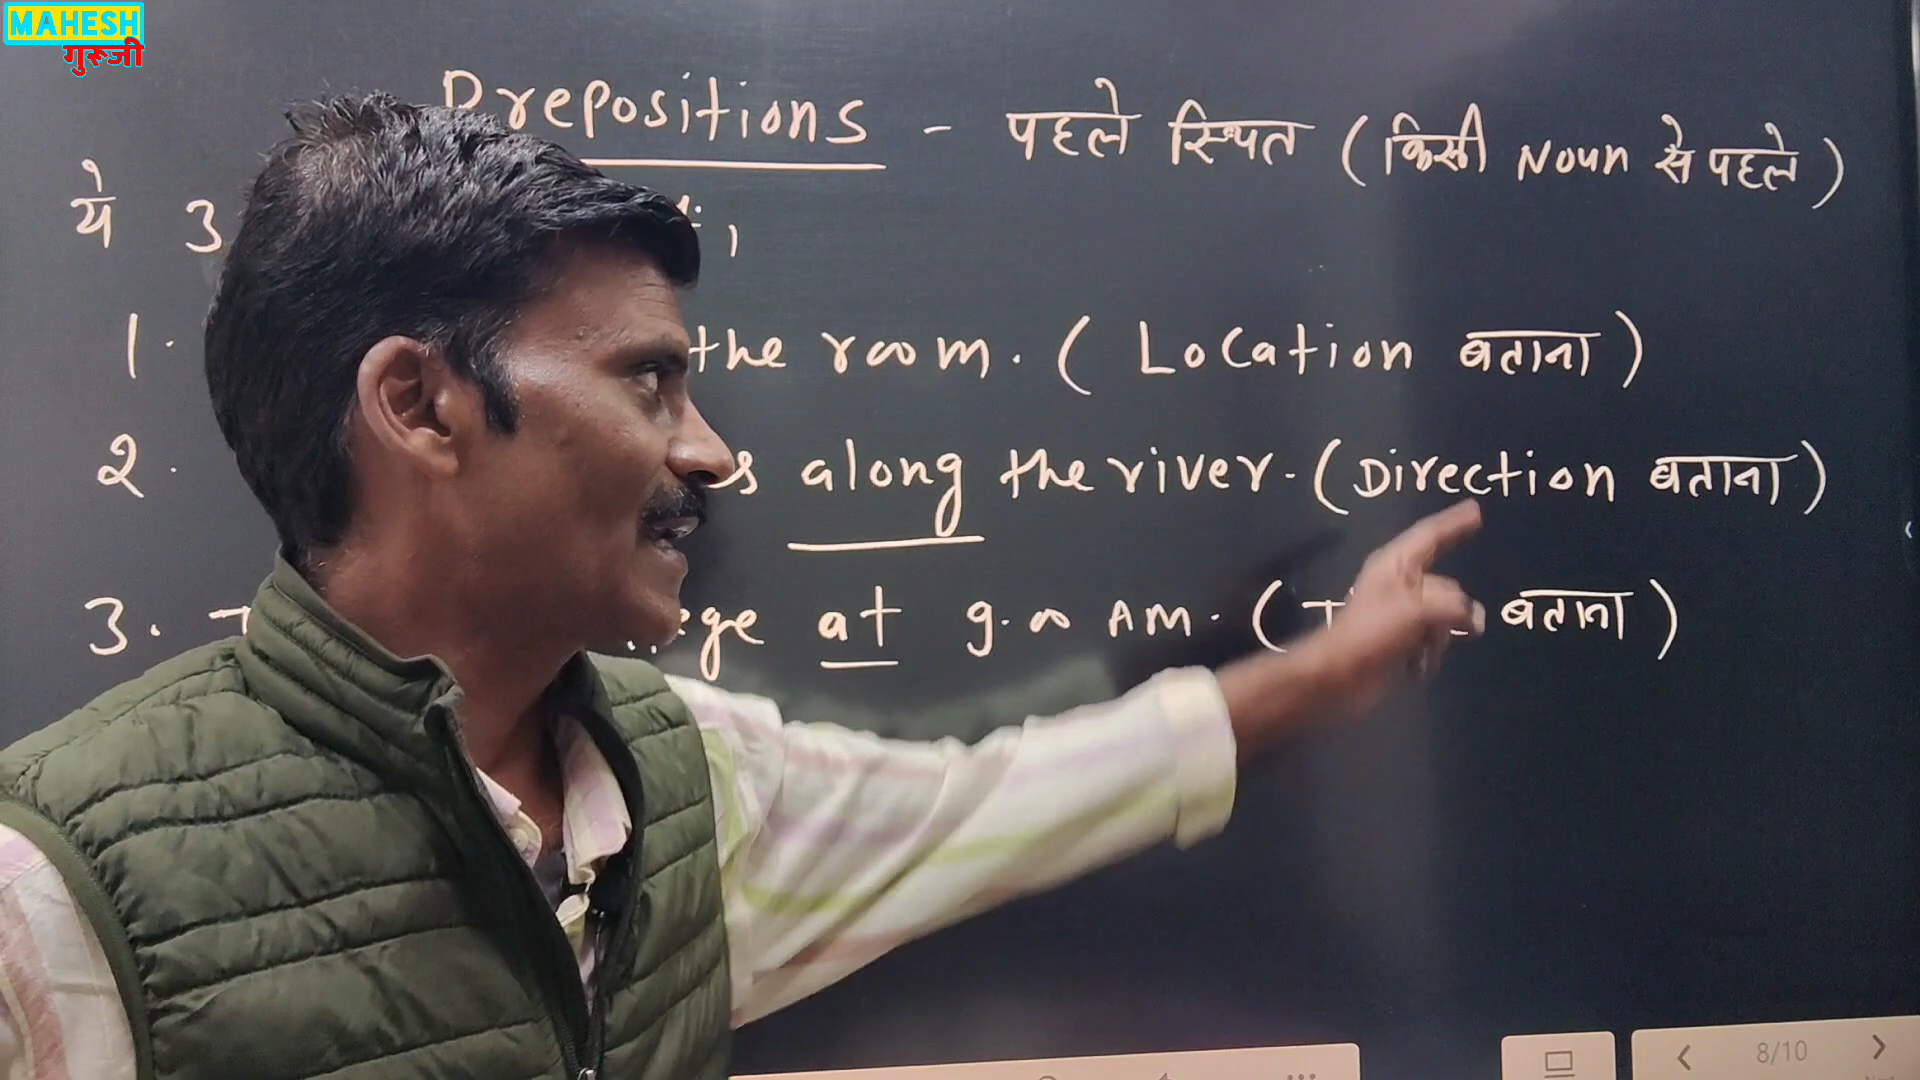 MAHESH
गुरूजी
Prepositions - पहले स्थित (किसी Noun से पहले)
ये 3
1. the room. (Location बताना)
2. along the river. (Direction बताना)
3. at 9.00 AM. ( बताना)
8/10